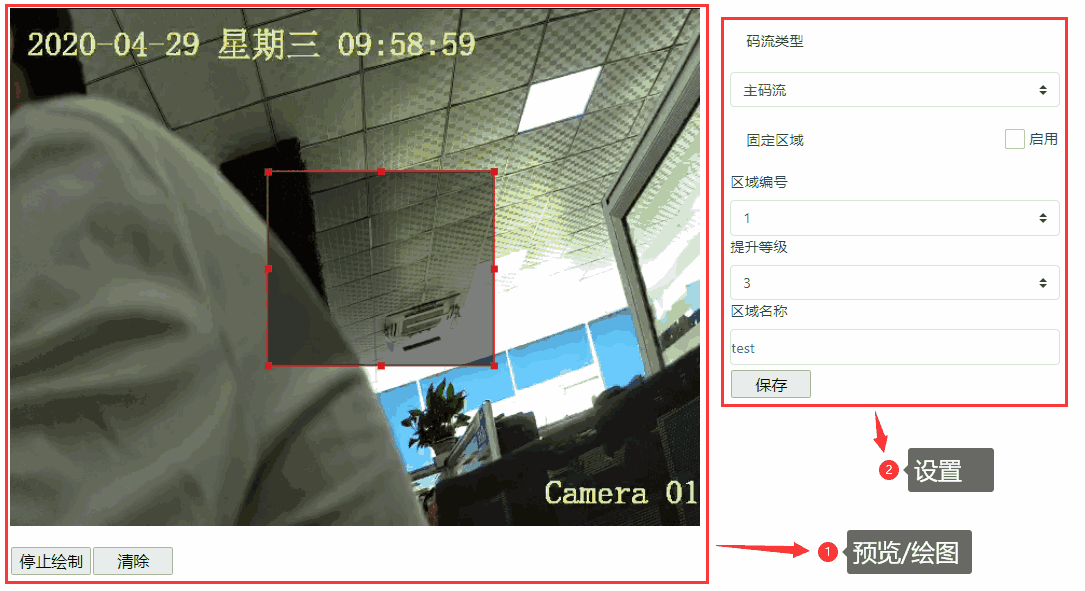 2020-04-29 星期三 09:58:59
Camera 01
停止绘制
清除
码流类型
主码流
固定区域
启用
区域编号
1
提升等级
3
区域名称
test
保存
2 设置
1 预览/绘图